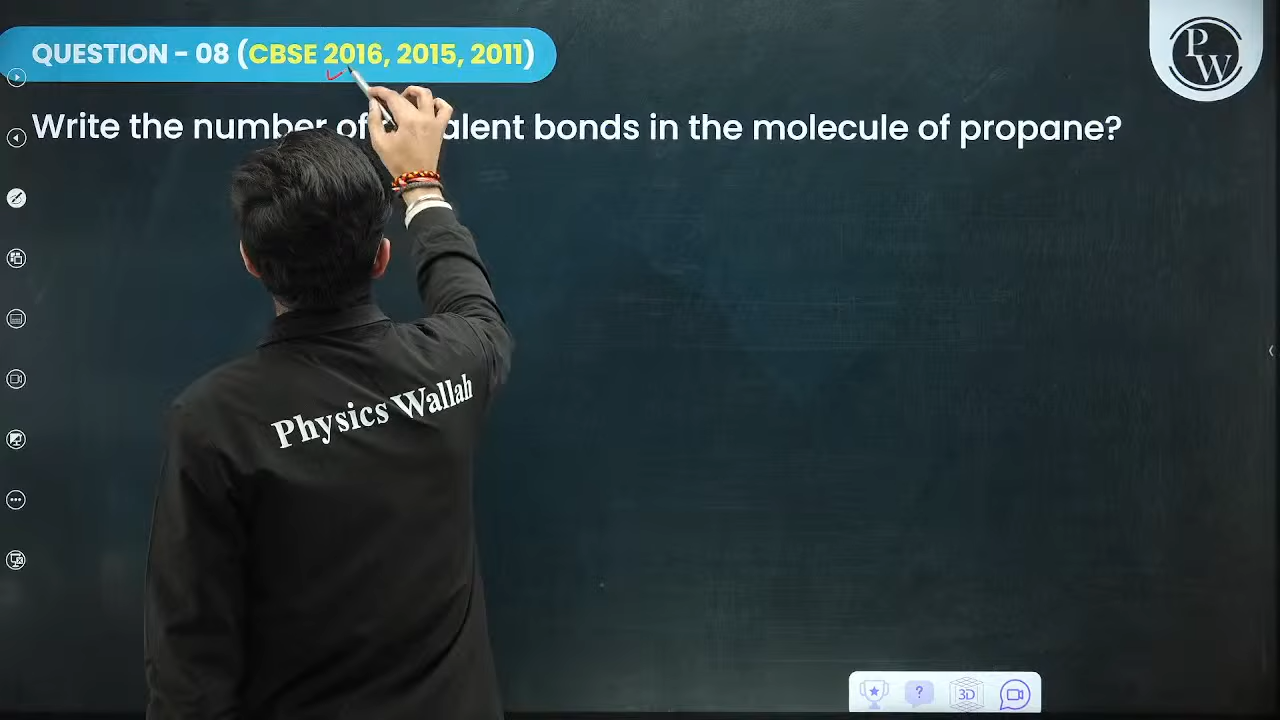 QUESTION - 08 (CBSE 2016, 2015, 2011)
PW
Write the number of bonds in the molecule of propane?
Physics Wallah
?
3D